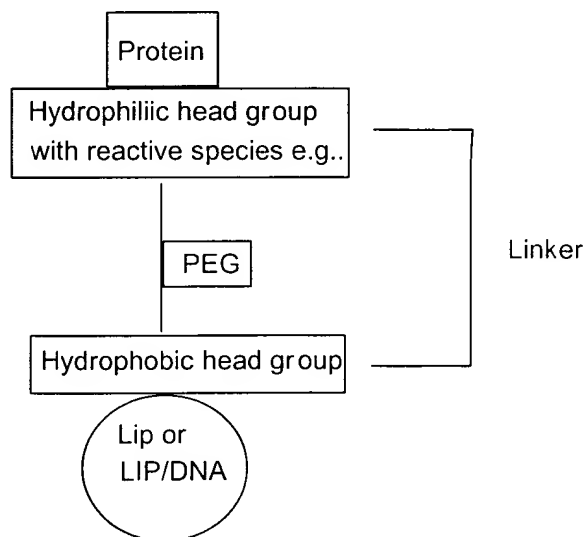 Protein
Hydrophiliic head group
with reactive species e.g..
PEG
Linker
Hydrophobic head group
Lip or
LIP/DNA